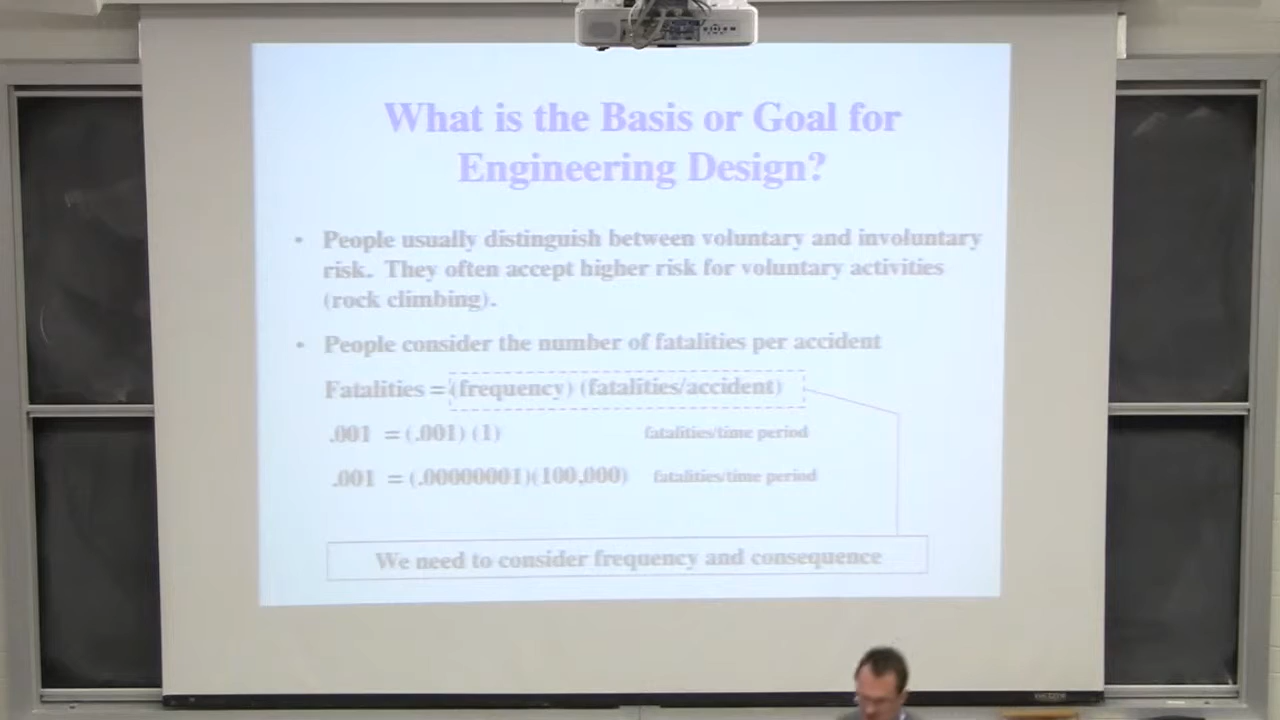 What is the Basis or Goal for
Engineering Design?
• People usually distinguish between voluntary and involuntary
risk. They often accept higher risk for voluntary activities
(rock climbing).
• People consider the number of fatalities per accident
Fatalities = (frequency) (fatalities/accident)
.001 = (.001) (1) fatalities/time period
.001 = (.00000001)(100,000) fatalities/time period
We need to consider frequency and consequence